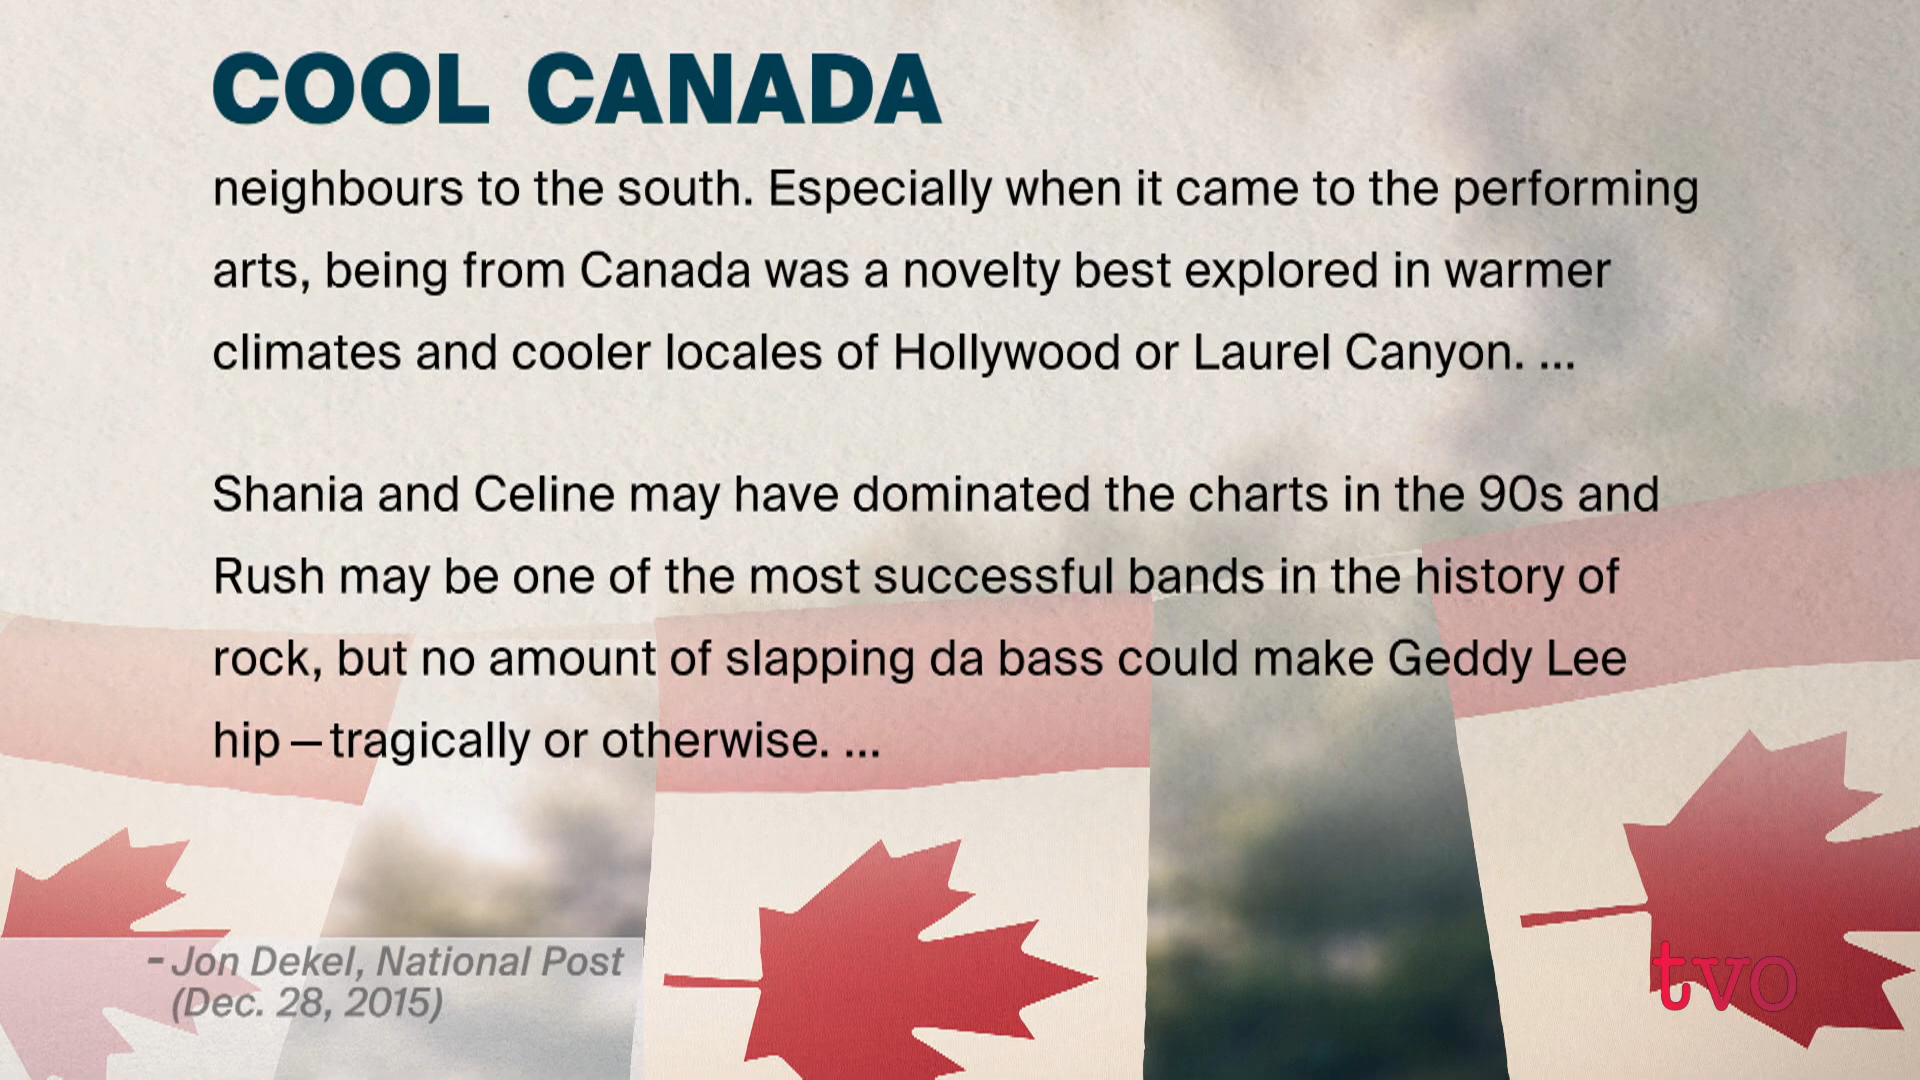 COOL CANADA
neighbours to the south. Especially when it came to the performing
arts, being from Canada was a novelty best explored in warmer
climates and cooler locales of Hollywood or Laurel Canyon. ...
Shania and Celine may have dominated the charts in the 90s and
Rush may be one of the most successful bands in the history of
rock, but no amount of slapping da bass could make Geddy Lee
hip – tragically or otherwise. ...
- Jon Dekel, National Post
(Dec. 28, 2015)
tvo